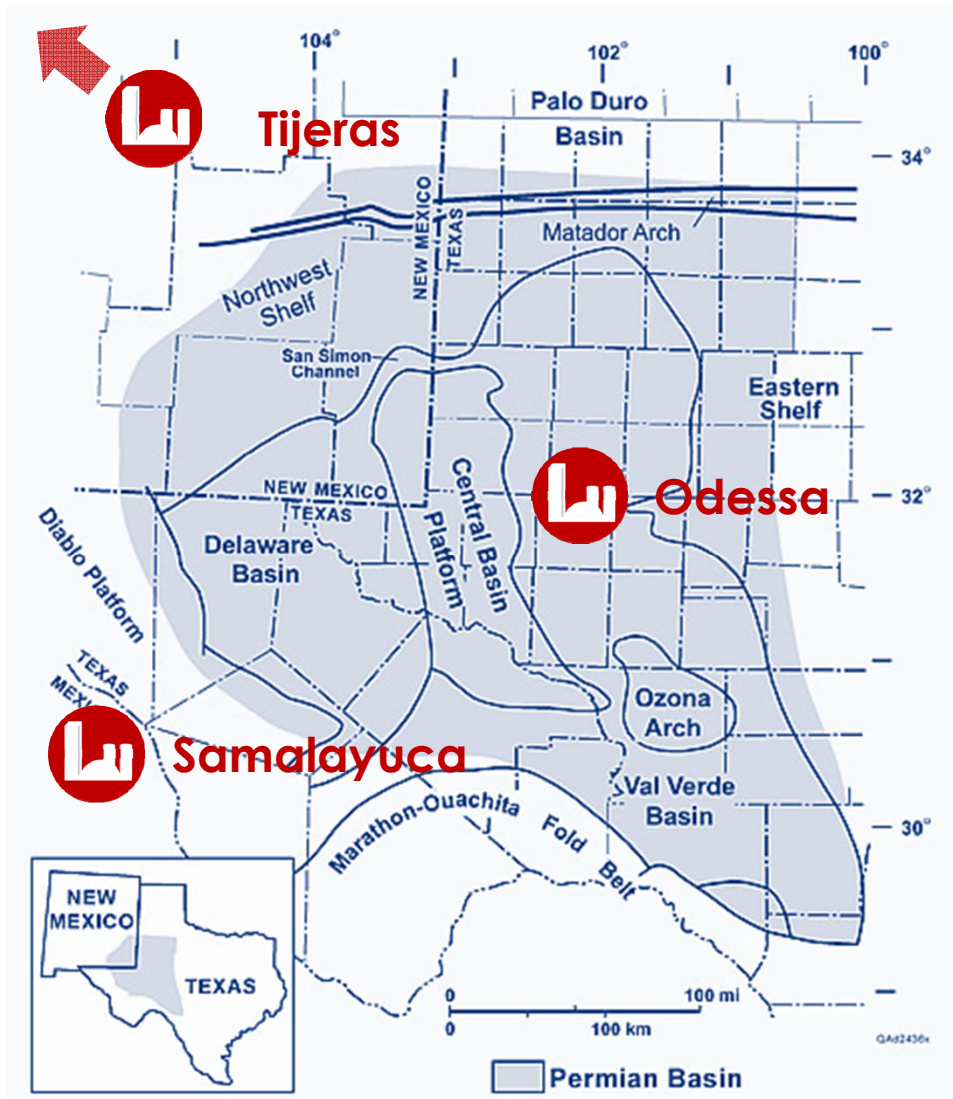 104°
102°
100°
Tijeras
Palo Duro
Basin
34°
NEW MEXICO
TEXAS
Matador Arch
Northwest
Shelf
San Simon
Channel
Eastern
Shelf
Central Basin
Platform
Odessa
32°
NEW MEXICO
TEXAS
Delaware
Basin
Diablo Platform
TEXAS
Samalayuca
Ozona
Arch
Val Verde
Basin
30°
Marathon-Ouachita Fold Belt
NEW
MEXICO
TEXAS
0 100 mi
0 100 km
QAd2436x
Permian Basin